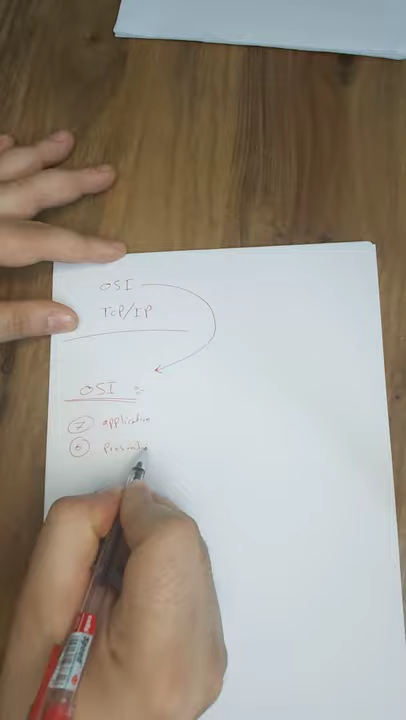 OSI
TCP/IP
OSI :-
7 application
6